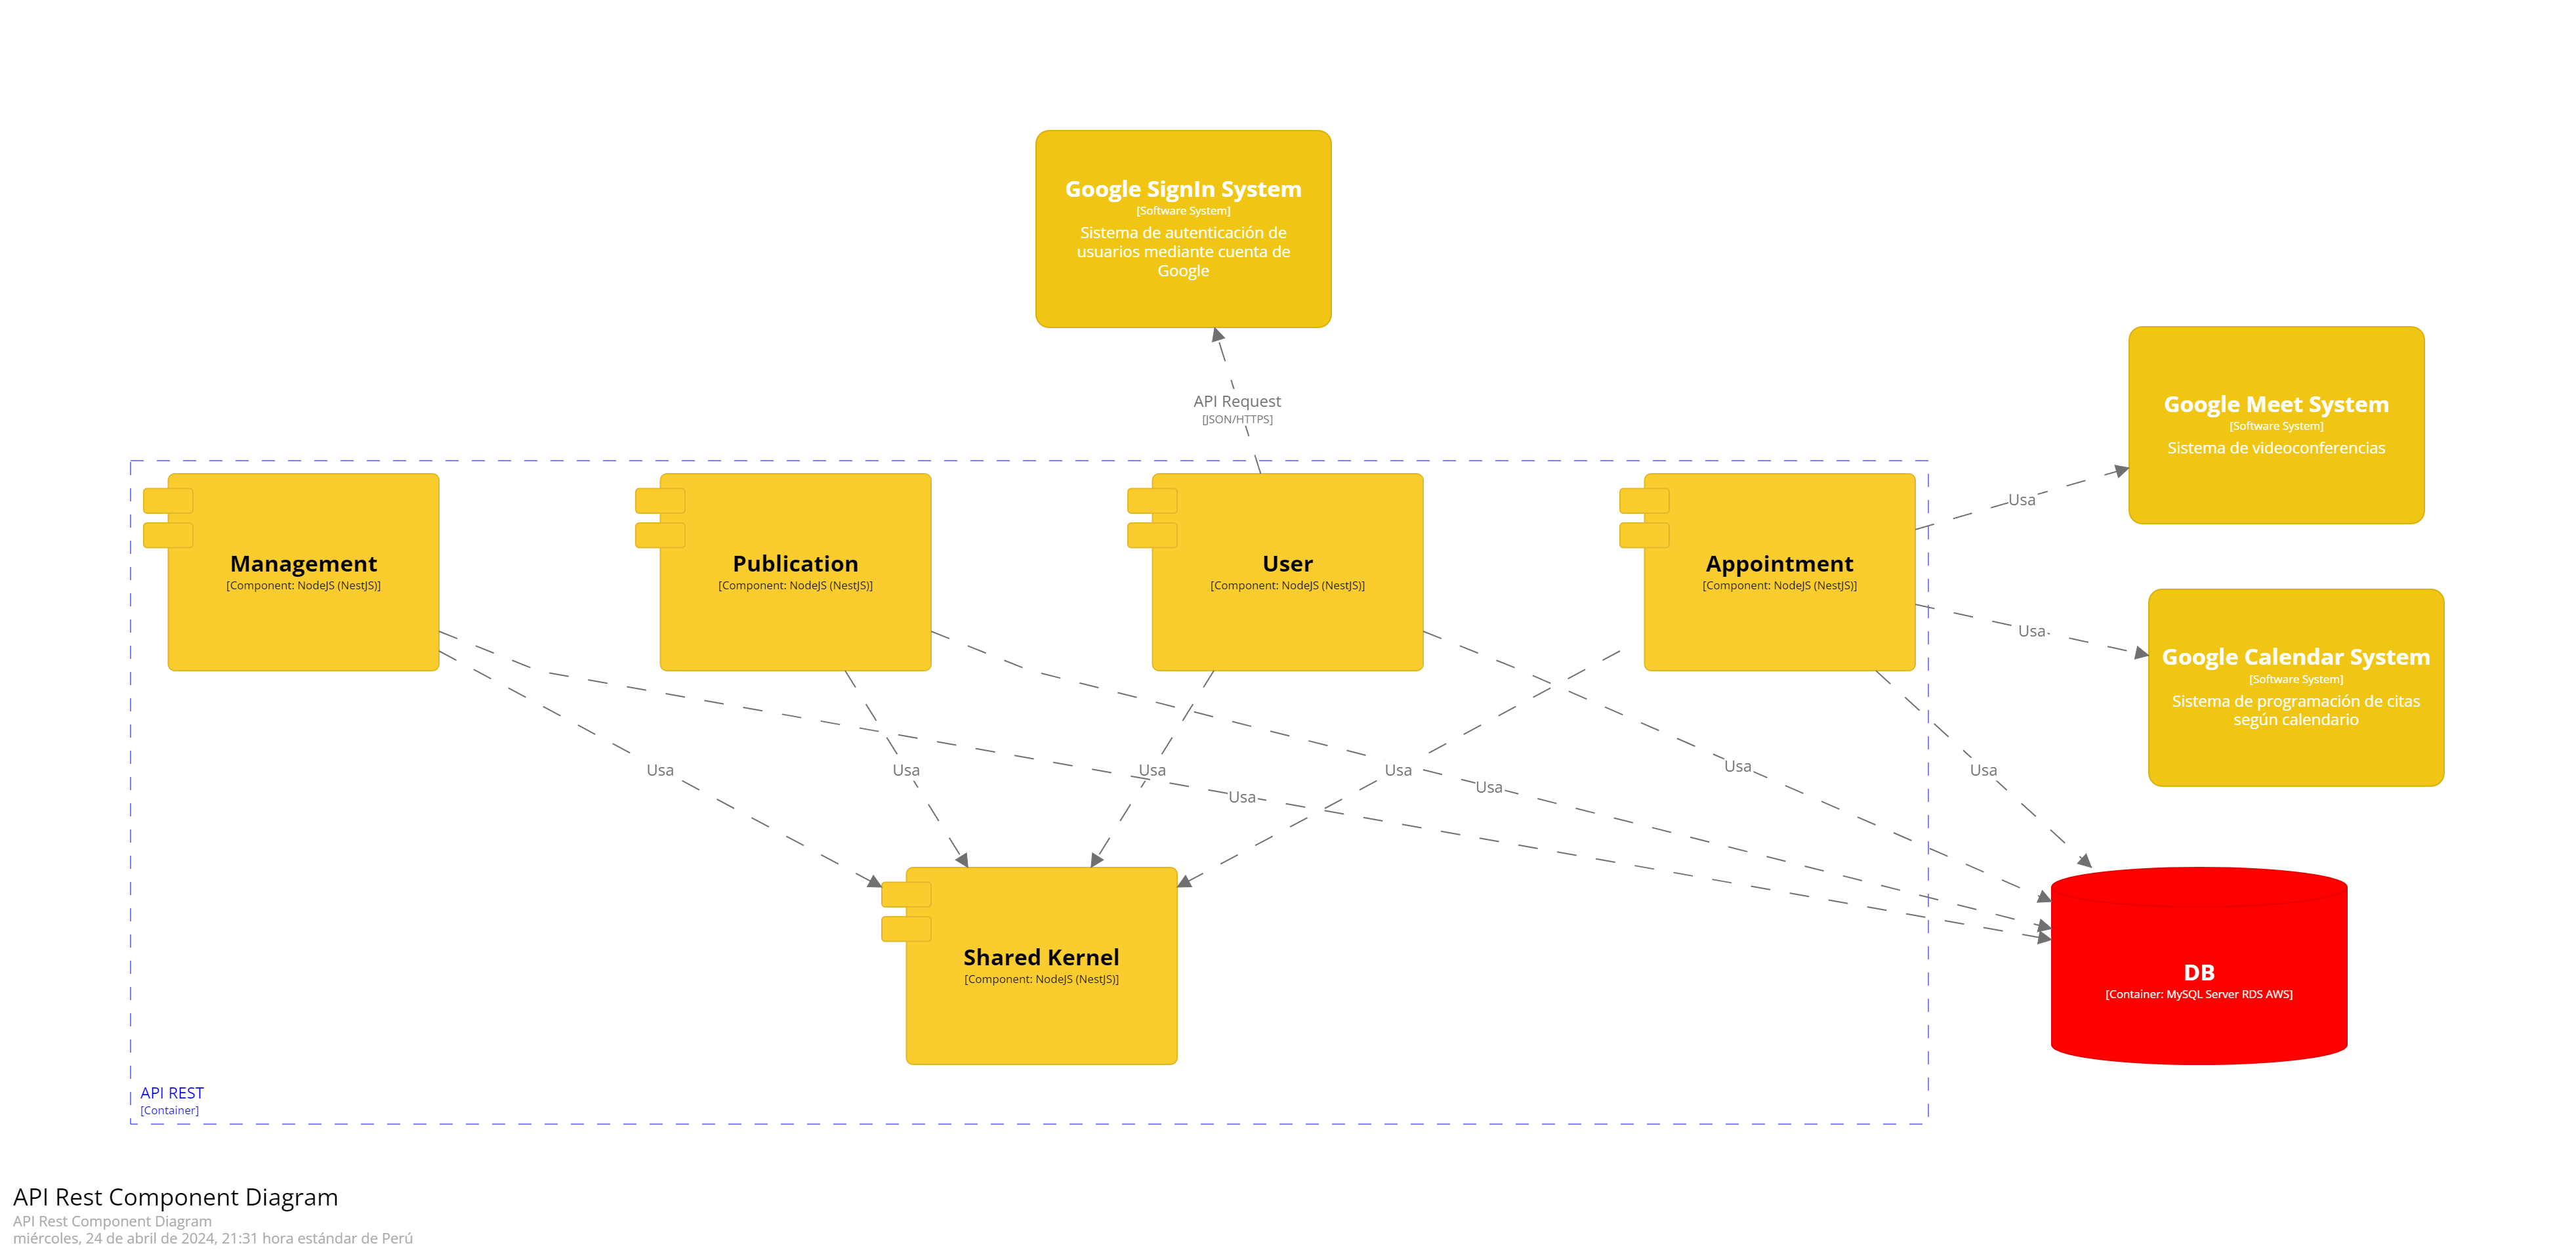 Google SignIn System
[Software System]
Sistema de autenticación de
usuarios mediante cuenta de
Google
API Request
[JSON/HTTPS]
Google Meet System
[Software System]
Sistema de videoconferencias
Usa
Management
[Component: NodeJS (NestJS)]
Publication
[Component: NodeJS (NestJS)]
User
[Component: NodeJS (NestJS)]
Appointment
[Component: NodeJS (NestJS)]
Usa
Google Calendar System
[Software System]
Sistema de programación de citas
según calendario
Usa
Usa
Usa
Usa
Usa
Usa
Usa
Usa
Shared Kernel
[Component: NodeJS (NestJS)]
DB
[Container: MySQL Server RDS AWS]
API REST
[Container]
API Rest Component Diagram
API Rest Component Diagram
miércoles, 24 de abril de 2024, 21:31 hora estándar de Perú